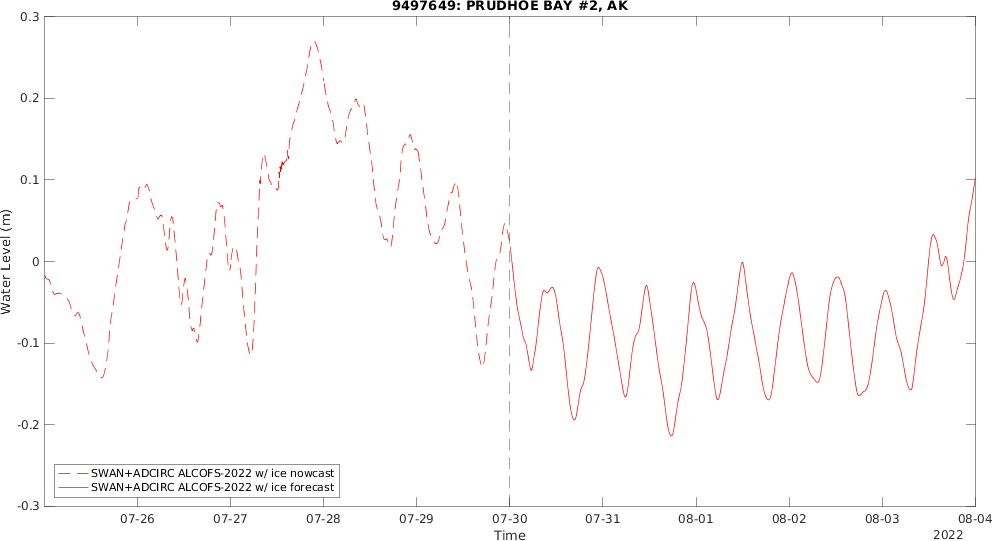 9497649: PRUDHOE BAY #2, AK
0.3
0.2
0.1
0
-0.1
-0.2
-0.3
Water Level (m)
SWAN+ADCIRC ALCOFS-2022 w/ ice nowcast
SWAN+ADCIRC ALCOFS-2022 w/ ice forecast
07-26 07-27 07-28 07-29 07-30 07-31 08-01 08-02 08-03 08-04
Time
2022